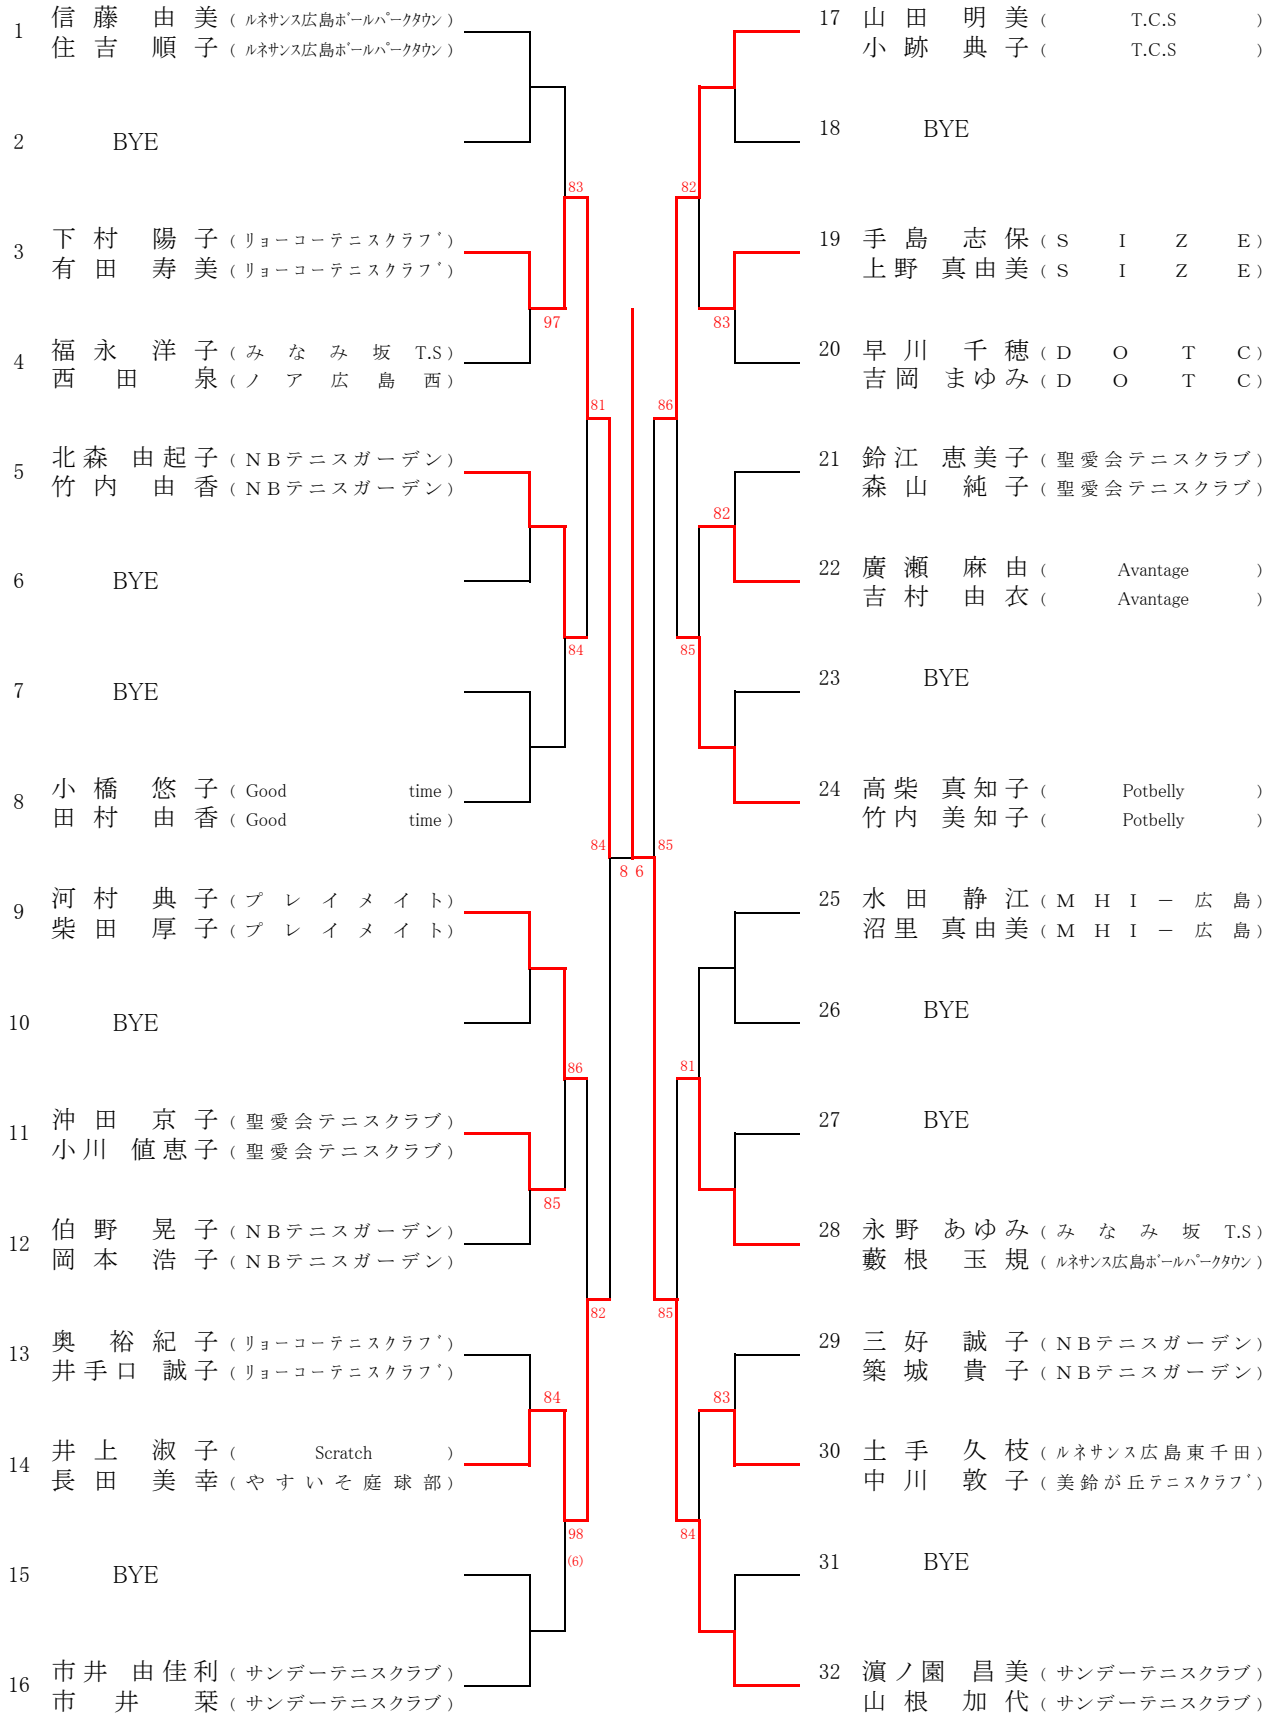 1 信藤 由美 (ルネサンス広島ボールパークタウン)
住吉 順子 (ルネサンス広島ボールパークタウン)
2 BYE
83
3 下村 陽子 (リョーコーテニスクラブ)
有田 寿美 (リョーコーテニスクラブ)
97
4 福永 洋子 (みなみ坂 T.S)
西田 泉 (ノア広島西)
81
5 北森 由起子 (NBテニスガーデン)
竹内 由香 (NBテニスガーデン)
6 BYE
84
7 BYE
8 小橋 悠子 (Good time)
田村 由香 (Good time)
84
9 河村 典子 (プレイメイト)
柴田 厚子 (プレイメイト)
10 BYE
86
11 沖田 京子 (聖愛会テニスクラブ)
小川 値恵子 (聖愛会テニスクラブ)
85
12 伯野 晃子 (NBテニスガーデン)
岡本 浩子 (NBテニスガーデン)
82
13 奥 裕紀子 (リョーコーテニスクラブ)
井手口 誠子 (リョーコーテニスクラブ)
84
14 井上 淑子 (Scratch)
長田 美幸 (やすいそ庭球部)
98
(6)
15 BYE
16 市井 由佳利 (サンデーテニスクラブ)
市井 栞 (サンデーテニスクラブ)
8 6
17 山田 明美 (T.C.S)
小跡 典子 (T.C.S)
18 BYE
82
19 手島 志保 (SIZE)
上野 真由美 (SIZE)
83
20 早川 千穂 (DOTC)
吉岡 まゆみ (DOTC)
86
21 鈴江 恵美子 (聖愛会テニスクラブ)
森山 純子 (聖愛会テニスクラブ)
82
22 廣瀬 麻由 (Avantage)
吉村 由衣 (Avantage)
85
23 BYE
24 高柴 真知子 (Potbelly)
竹内 美知子 (Potbelly)
85
25 水田 静江 (MHI－広島)
沼里 真由美 (MHI－広島)
26 BYE
81
27 BYE
28 永野 あゆみ (みなみ坂 T.S)
藪根 玉規 (ルネサンス広島ボールパークタウン)
85
29 三好 誠子 (NBテニスガーデン)
築城 貴子 (NBテニスガーデン)
83
30 土手 久枝 (ルネサンス広島東千田)
中川 敦子 (美鈴が丘テニスクラブ)
84
31 BYE
32 濵ノ園 昌美 (サンデーテニスクラブ)
山根 加代 (サンデーテニスクラブ)